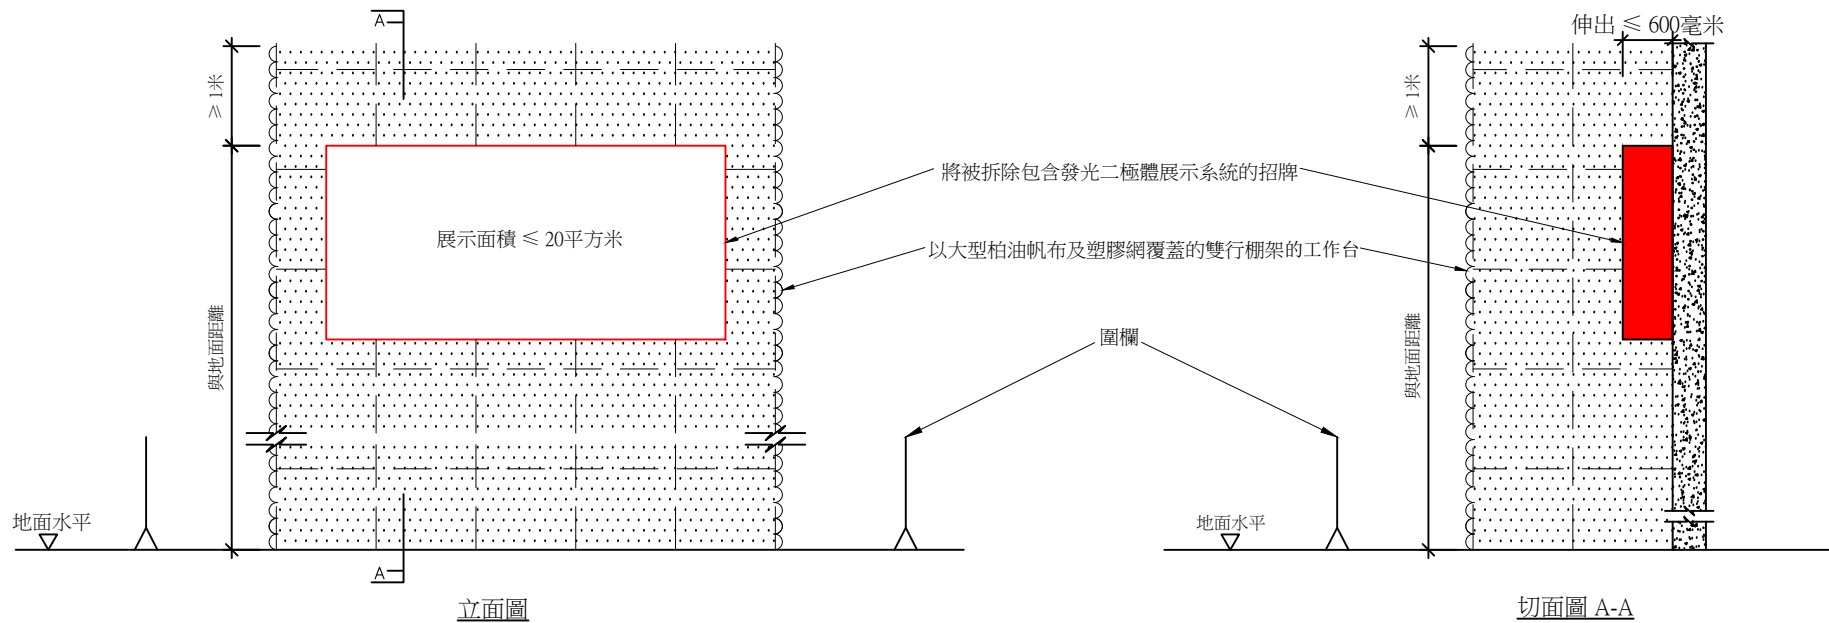 A
伸出 ≤ 600毫米
≥ 1米
≥ 1米
將被拆除包含發光二極體展示系統的招牌
展示面積 ≤ 20平方米
以大型柏油帆布及塑膠網覆蓋的雙行棚架的工作台
與地面距離
與地面距離
圍欄
地面水平
地面水平
A
立面圖
切面圖 A-A